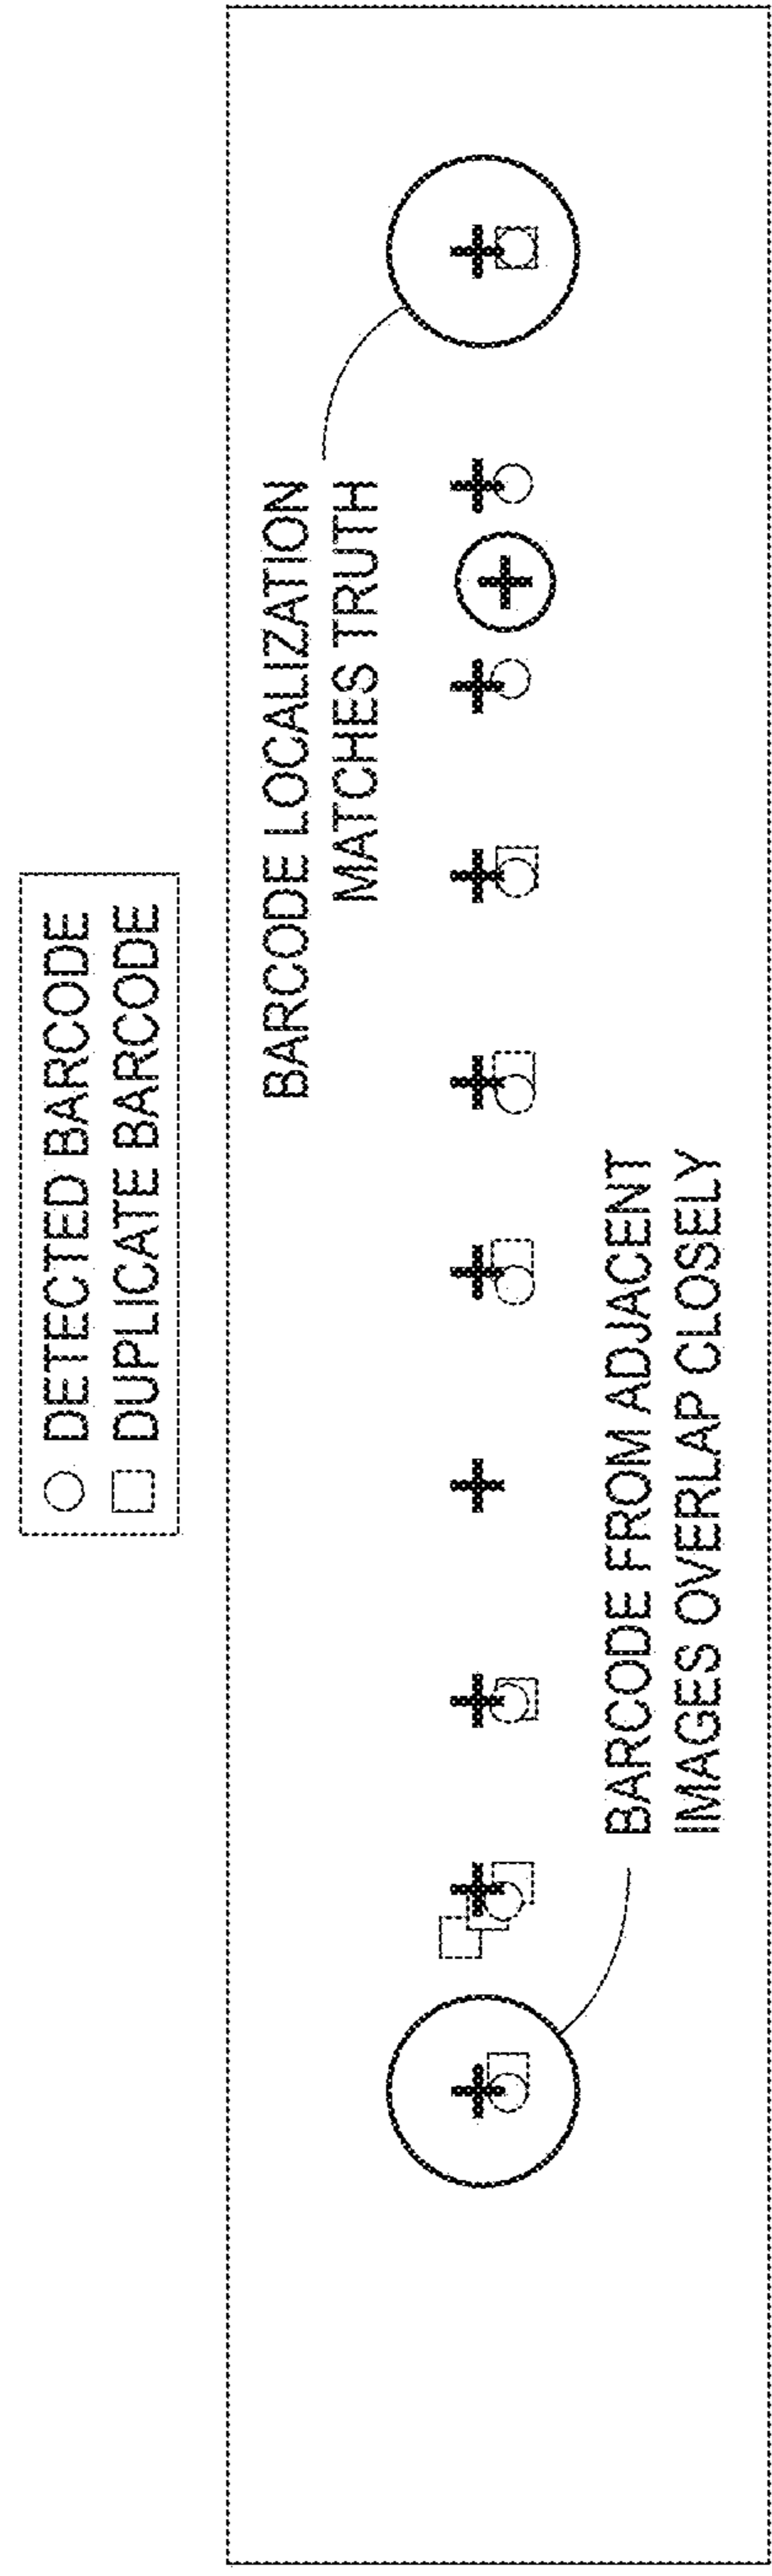 DETECTED BARCODE
DUPLICATE BARCODE
BARCODE LOCALIZATION
MATCHES TRUTH
BARCODE FROM ADJACENT
IMAGES OVERLAP CLOSELY